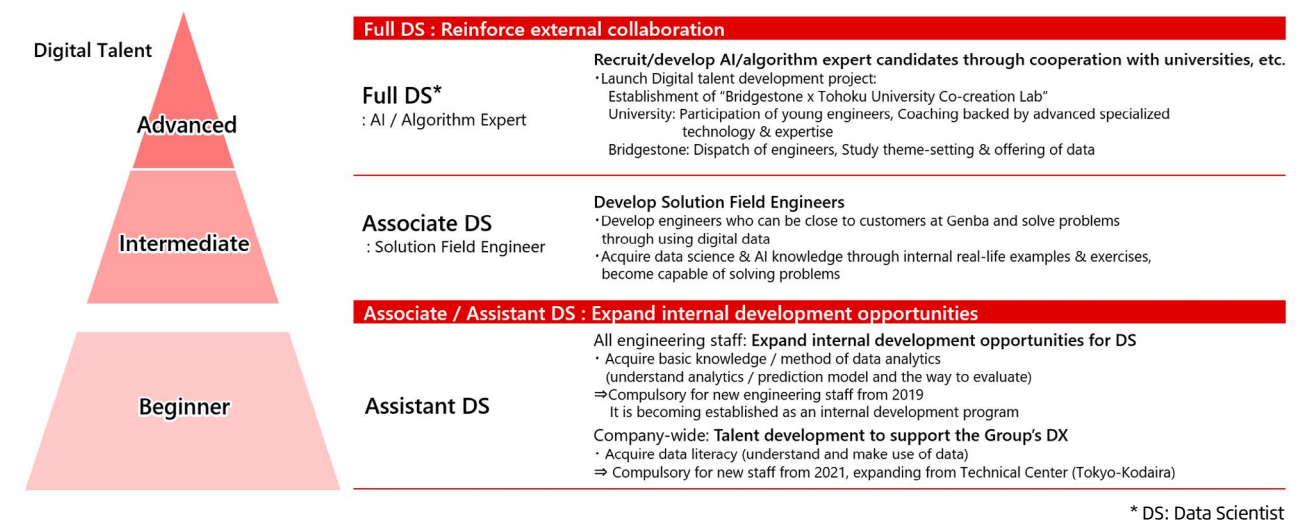 Digital Talent
Advanced
Intermediate
Beginner
Full DS : Reinforce external collaboration
Full DS*
: AI / Algorithm Expert
Recruit/develop AI/algorithm expert candidates through cooperation with universities, etc.
・Launch Digital talent development project:
Establishment of “Bridgestone x Tohoku University Co-creation Lab”
University: Participation of young engineers, Coaching backed by advanced specialized
technology & expertise
Bridgestone: Dispatch of engineers, Study theme-setting & offering of data
Associate DS
: Solution Field Engineer
Develop Solution Field Engineers
・Develop engineers who can be close to customers at Genba and solve problems
through using digital data
・Acquire data science & AI knowledge through internal real-life examples & exercises,
become capable of solving problems
Associate / Assistant DS : Expand internal development opportunities
Assistant DS
All engineering staff: Expand internal development opportunities for DS
・ Acquire basic knowledge / method of data analytics
(understand analytics / prediction model and the way to evaluate)
⇒Compulsory for new engineering staff from 2019
It is becoming established as an internal development program
Company-wide: Talent development to support the Group’s DX
・ Acquire data literacy (understand and make use of data)
⇒ Compulsory for new staff from 2021, expanding from Technical Center (Tokyo-Kodaira)
* DS: Data Scientist